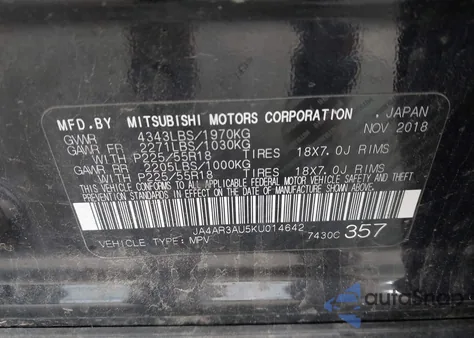 MFD.BY MITSUBISHI MOTORS CORPORATION , JAPAN
GVWR 4343LBS/1970KG NOV 2018
GAWR FR 2271LBS/1030KG
WITH P225/55R18 TIRES 18X7.0J RIMS
GAWR RR 2205LBS/1000KG
WITH P225/55R18 TIRES 18X7.0J RIMS
THIS VEHICLE CONFORMS TO ALL APPLICABLE FEDERAL MOTOR VEHICLE SAFETY AND THEFT
PREVENTION STANDARDS IN EFFECT ON THE DATE OF MANUFACTURE SHOWN ABOVE.
JA4AR3AU5KU014642
VEHICLE TYPE: MPV 7430C 357
autoSnap